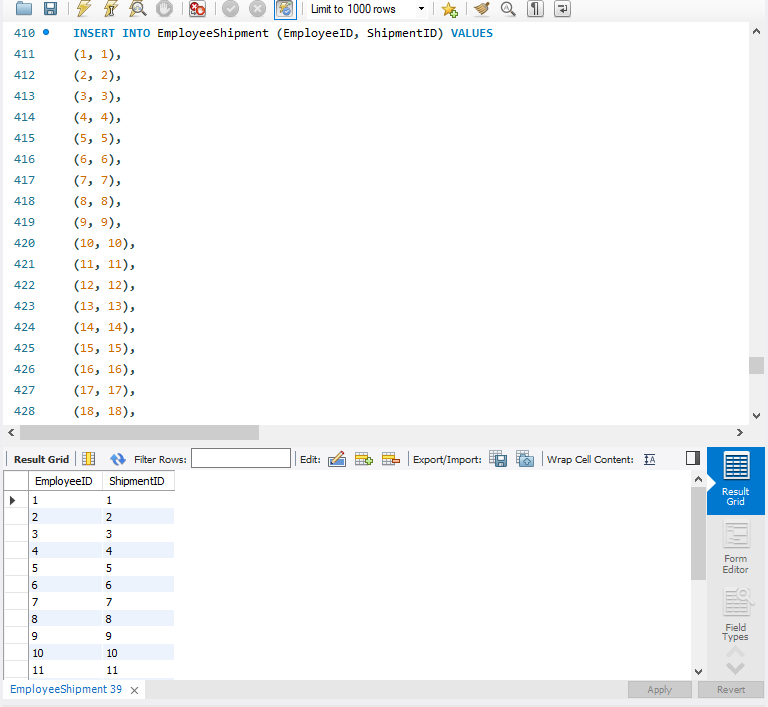 Limit to 1000 rows
410 INSERT INTO EmployeeShipment (EmployeeID, ShipmentID) VALUES
411 (1, 1),
412 (2, 2),
413 (3, 3),
414 (4, 4),
415 (5, 5),
416 (6, 6),
417 (7, 7),
418 (8, 8),
419 (9, 9),
420 (10, 10),
421 (11, 11),
422 (12, 12),
423 (13, 13),
424 (14, 14),
425 (15, 15),
426 (16, 16),
427 (17, 17),
428 (18, 18),
Result Grid Filter Rows: Edit: Export/Import: Wrap Cell Content:
EmployeeID ShipmentID
1 1
2 2
3 3
4 4
5 5
6 6
7 7
8 8
9 9
10 10
11 11
Result
Grid
Form
Editor
Field
Types
EmployeeShipment 39
Apply Revert